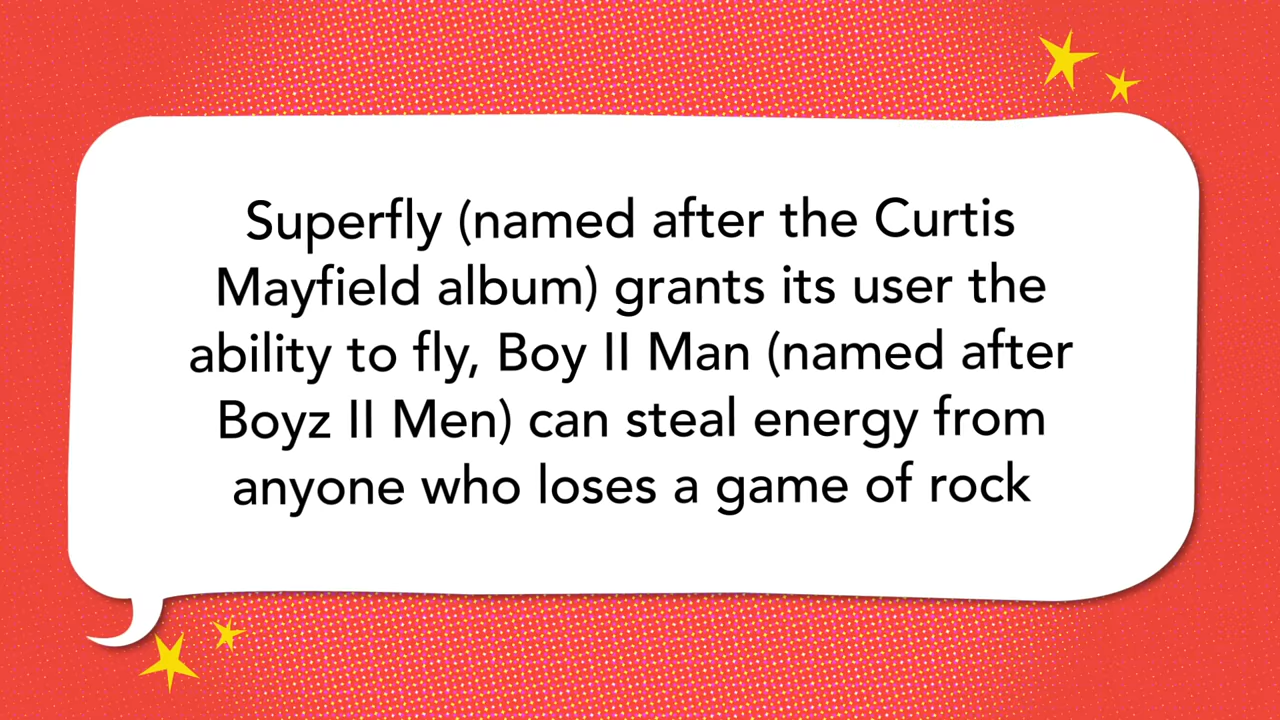 Superfly (named after the Curtis
Mayfield album) grants its user the
ability to fly, Boy II Man (named after
Boyz II Men) can steal energy from
anyone who loses a game of rock